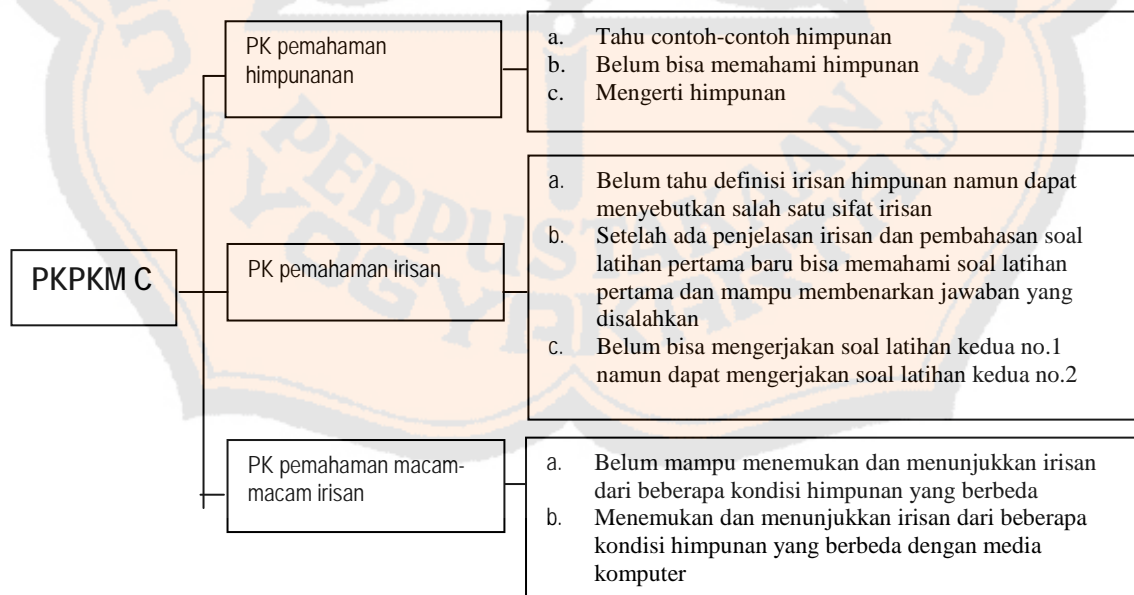 PK pemahaman
himpunanan
a. Tahu contoh-contoh himpunan
b. Belum bisa memahami himpunan
c. Mengerti himpunan
PKPKM C
PK pemahaman irisan
a. Belum tahu definisi irisan himpunan namun dapat
menyebutkan salah satu sifat irisan
b. Setelah ada penjelasan irisan dan pembahasan soal
latihan pertama baru bisa memahami soal latihan
pertama dan mampu membenarkan jawaban yang
disalahkan
c. Belum bisa mengerjakan soal latihan kedua no.1
namun dapat mengerjakan soal latihan kedua no.2
PK pemahaman macam-
macam irisan
a. Belum mampu menemukan dan menunjukkan irisan
dari beberapa kondisi himpunan yang berbeda
b. Menemukan dan menunjukkan irisan dari beberapa
kondisi himpunan yang berbeda dengan media
komputer
PERPUSTAKAAN
YOGYAKARTA